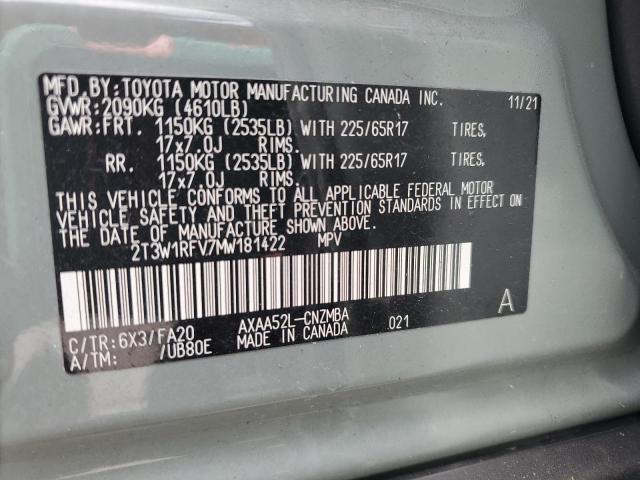 MFD.BY:TOYOTA MOTOR MANUFACTURING CANADA INC. 11/21
GVWR:2090KG (4610LB)
GAWR:FRT. 1150KG (2535LB) WITH 225/65R17 TIRES,
17x7.0J RIMS.
RR. 1150KG (2535LB) WITH 225/65R17 TIRES,
17x7.0J RIMS.
THIS VEHICLE CONFORMS TO ALL APPLICABLE FEDERAL MOTOR
VEHICLE SAFETY AND THEFT PREVENTION STANDARDS IN EFFECT ON
THE DATE OF MANUFACTURE SHOWN ABOVE.
2T3W1RFV7MW181422 MPV
A
C/TR:6X3/FA20 AXAA52L-CNZMBA 021
A/TM: /UB80E MADE IN CANADA